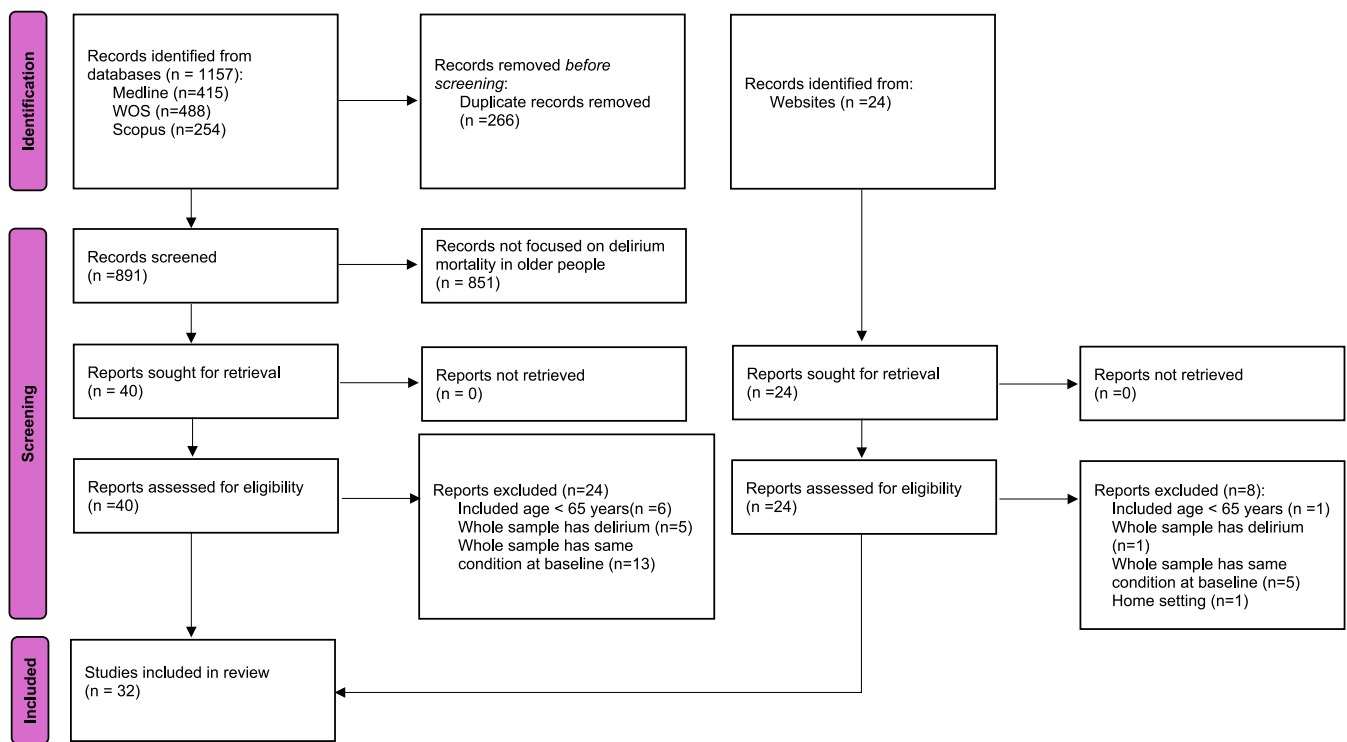 Identification
Records identified from
databases (n = 1157):
Medline (n=415)
WOS (n=488)
Scopus (n=254)
Records removed before
screening:
Duplicate records removed
(n =266)
Records identified from:
Websites (n =24)
Screening
Records screened
(n =891)
Records not focused on delirium
mortality in older people
(n = 851)
Reports sought for retrieval
(n = 40)
Reports not retrieved
(n = 0)
Reports sought for retrieval
(n =24)
Reports not retrieved
(n =0)
Reports assessed for eligibility
(n =40)
Reports excluded (n=24)
Included age < 65 years(n =6)
Whole sample has delirium (n=5)
Whole sample has same
condition at baseline (n=13)
Reports assessed for eligibility
(n =24)
Reports excluded (n=8):
Included age < 65 years (n =1)
Whole sample has delirium
(n=1)
Whole sample has same
condition at baseline (n=5)
Home setting (n=1)
Included
Studies included in review
(n = 32)